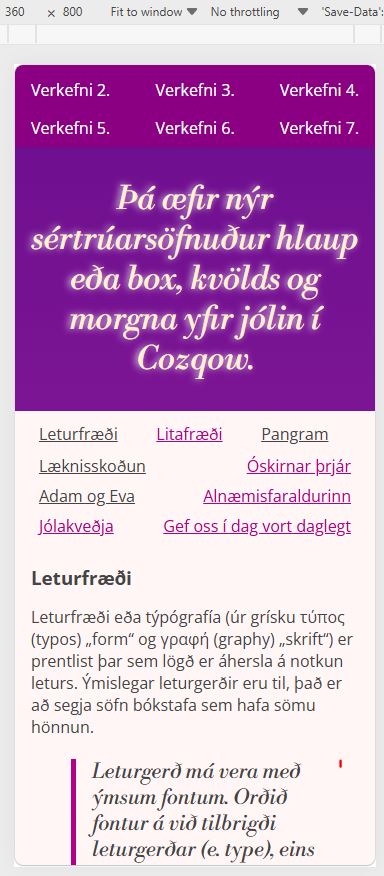 360 × 800 Fit to window No throttling 'Save-Data':
Verkefni 2. Verkefni 3. Verkefni 4.
Verkefni 5. Verkefni 6. Verkefni 7.
Þá æfir nýr
sértrúarsöfnuður hlaup
eða box, kvölds og
morgna yfir jólin í
Cozqow.
Leturfræði Litafræði Pangram
Læknisskoðun Óskirnar þrjár
Adam og Eva Alnæmisfaraldurinn
Jólakveðja Gef oss í dag vort daglegt
Leturfræði
Leturfræði eða týpógrafía (úr grísku τύπος
(typos) „form“ og γραφή (graphy) „skrift“) er
prentlist þar sem lögð er áhersla á notkun
leturs. Ýmislegar leturgerðir eru til, það er
að segja söfn bókstafa sem hafa sömu
hönnun.
Leturgerð má vera með
ýmsum fontum. Orðið
fontur á við tilbrigði
leturgerðar (e. type), eins